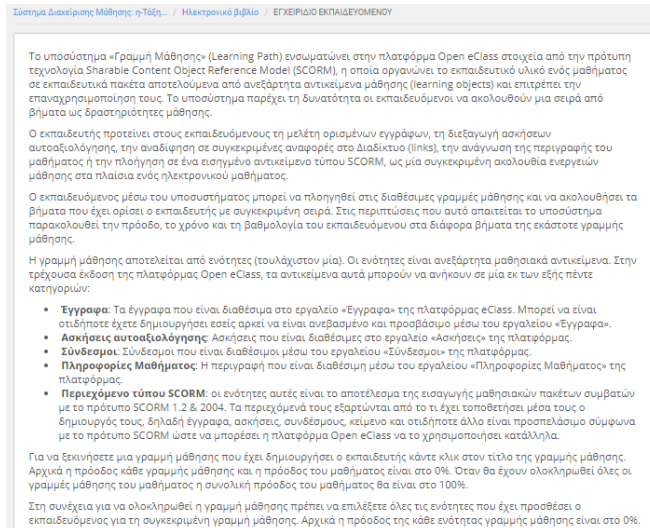 Σύστημα Διαχείρισης Μάθησης: η-Τάξη... / Ηλεκτρονικό βιβλίο / ΕΓΧΕΙΡΙΔΙΟ ΕΚΠΑΙΔΕΥΟΜΕΝΟΥ
Το υποσύστημα «Γραμμή Μάθησης» (Learning Path) ενσωματώνει στην πλατφόρμα Open eClass στοιχεία από την πρότυπη
τεχνολογία Sharable Content Object Reference Model (SCORM), η οποία οργανώνει το εκπαιδευτικό υλικό ενός μαθήματος
σε εκπαιδευτικά πακέτα αποτελούμενα από ανεξάρτητα αντικείμενα μάθησης (learning objects) και επιτρέπει την
επαναχρησιμοποίηση τους. Το υποσύστημα παρέχει τη δυνατότητα οι εκπαιδευόμενοι να ακολουθούν μια σειρά από
βήματα ως δραστηριότητες μάθησης.
Ο εκπαιδευτής προτείνει στους εκπαιδευόμενους τη μελέτη ορισμένων εγγράφων, τη διεξαγωγή ασκήσεων
αυτοαξιολόγησης, την αναδίφηση σε συγκεκριμένες αναφορές στο Διαδίκτυο (links), την ανάγνωση της περιγραφής του
μαθήματος ή την πλοήγηση σε ένα εισηγμένο αντικείμενο τύπου SCORM, ως μία συγκεκριμένη ακολουθία ενεργειών
μάθησης στα πλαίσια ενός ηλεκτρονικού μαθήματος.
Ο εκπαιδευόμενος μέσω του υποσυστήματος μπορεί να πλοηγηθεί στις διαθέσιμες γραμμές μάθησης και να ακολουθήσει τα
βήματα που έχει ορίσει ο εκπαιδευτής με συγκεκριμένη σειρά. Στις περιπτώσεις που αυτό απαιτείται το υποσύστημα
παρακολουθεί την πρόοδο, το χρόνο και τη βαθμολογία του εκπαιδευόμενου στα διάφορα βήματα της εκάστοτε γραμμής
μάθησης.
Η γραμμή μάθησης αποτελείται από ενότητες (τουλάχιστον μία). Οι ενότητες είναι ανεξάρτητα μαθησιακά αντικείμενα. Στην
τρέχουσα έκδοση της πλατφόρμας Open eClass, τα αντικείμενα αυτά μπορούν να ανήκουν σε μία εκ των εξής πέντε
κατηγοριών:
• Έγγραφα: Τα έγγραφα που είναι διαθέσιμα στο εργαλείο «Έγγραφα» της πλατφόρμας eClass. Μπορεί να είναι
οτιδήποτε έχετε δημιουργήσει εσείς αρκεί να είναι ανεβασμένο και προσβάσιμο μέσω του εργαλείου «Έγγραφα».
• Ασκήσεις αυτοαξιολόγησης: Ασκήσεις που είναι διαθέσιμες στο εργαλείο «Ασκήσεις» της πλατφόρμας.
• Σύνδεσμοι: Σύνδεσμοι που είναι διαθέσιμοι μέσω του εργαλείου «Σύνδεσμοι» της πλατφόρμας.
• Πληροφορίες Μαθήματος: Η περιγραφή που είναι διαθέσιμη μέσω του εργαλείου «Πληροφορίες Μαθήματος» της
πλατφόρμας.
• Περιεχόμενο τύπου SCORM: οι ενότητες αυτές είναι το αποτέλεσμα της εισαγωγής μαθησιακών πακέτων συμβατών
με το πρότυπο SCORM 1.2 & 2004. Τα περιεχόμενά τους εξαρτώνται από το τι έχει τοποθετήσει μέσα τους ο
δημιουργός τους, δηλαδή έγγραφα, ασκήσεις, συνδέσμους, κείμενο και οτιδήποτε άλλο είναι προσπελάσιμο σύμφωνα
με το πρότυπο SCORM ώστε να μπορέσει η πλατφόρμα Open eClass να το χρησιμοποιήσει κατάλληλα.
Για να ξεκινήσετε μια γραμμή μάθησης που έχει δημιουργήσει ο εκπαιδευτής κάντε κλικ στον τίτλο της γραμμής μάθησης.
Αρχικά η πρόοδος κάθε γραμμής μάθησης και η πρόοδος του μαθήματος είναι στο 0%. Όταν θα έχουν ολοκληρωθεί όλες οι
γραμμές μάθησης του μαθήματος η συνολική πρόοδος του μαθήματος θα είναι στο 100%.
Στη συνέχεια για να ολοκληρωθεί η γραμμή μάθησης πρέπει να επιλέξετε όλες τις ενότητες που έχει προσθέσει ο
εκπαιδευόμενος για τη συγκεκριμένη γραμμή μάθησης. Αρχικά η πρόοδος της κάθε ενότητας γραμμής μάθησης είναι στο 0%.